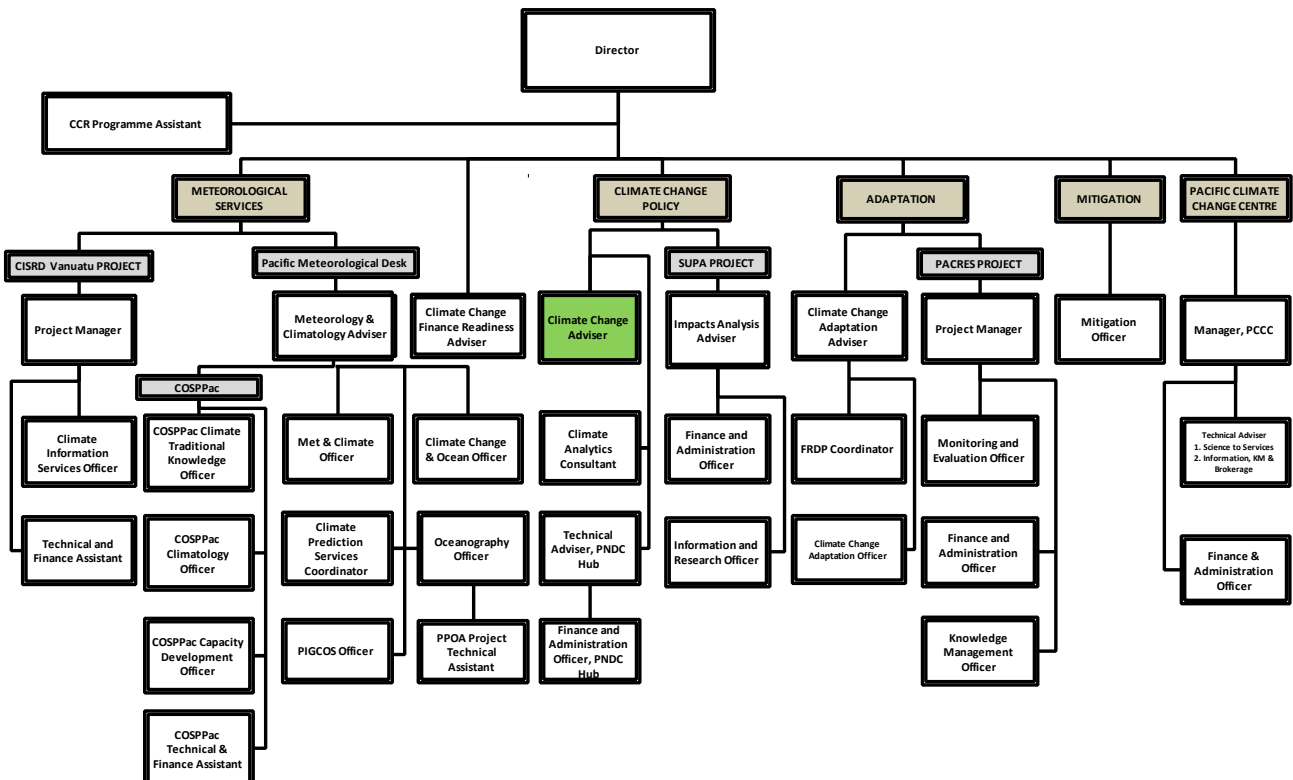 Director
CCR Programme Assistant
METEOROLOGICAL
SERVICES
CLIMATE CHANGE
POLICY
ADAPTATION
MITIGATION
PACIFIC CLIMATE
CHANGE CENTRE
CISRD Vanuatu PROJECT
Pacific Meteorological Desk
SUPA PROJECT
PACRES PROJECT
Project Manager
Meteorology &
Climatology Adviser
Climate Change
Finance Readiness
Adviser
Climate Change
Adviser
Impacts Analysis
Adviser
Climate Change
Adaptation
Adviser
Project Manager
Mitigation
Officer
Manager, PCCC
COSPPac
Climate
Information
Services Officer
COSPPac Climate
Traditional
Knowledge
Officer
Met & Climate
Officer
Climate Change
& Ocean Officer
Climate
Analytics
Consultant
Finance and
Administration
Officer
FRDP Coordinator
Monitoring and
Evaluation Officer
Technical Adviser
1. Science to Services
2. Information, KM &
Brokerage
Technical and
Finance Assistant
COSPPac
Climatology
Officer
Climate
Prediction
Services
Coordinator
Oceanography
Officer
Technical
Adviser, PNDC
Hub
Information and
Research Officer
Climate Change
Adaptation Officer
Finance and
Administration
Officer
Finance &
Administration
Officer
COSPPac Capacity
Development
Officer
PIGCOS Officer
PPOA Project
Technical
Assistant
Finance and
Administration
Officer, PNDC
Hub
Knowledge
Management
Officer
COSPPac
Technical &
Finance Assistant